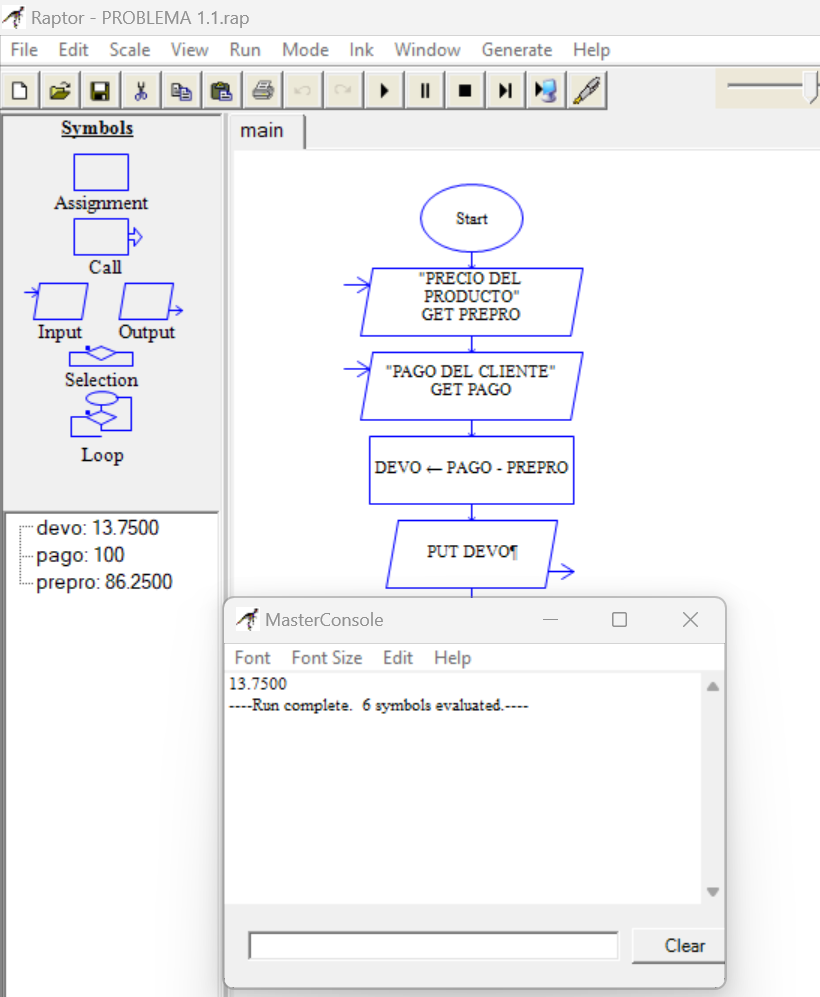 Raptor - PROBLEMA 1.1.rap
File Edit Scale View Run Mode Ink Window Generate Help
Symbols
Assignment
Call
Input Output
Selection
Loop
devo: 13.7500
pago: 100
prepro: 86.2500
main
Start
"PRECIO DEL
PRODUCTO"
GET PREPRO
"PAGO DEL CLIENTE"
GET PAGO
DEVO ← PAGO - PREPRO
PUT DEVO¶
MasterConsole
Font Font Size Edit Help
13.7500
----Run complete.  6 symbols evaluated.----
Clear